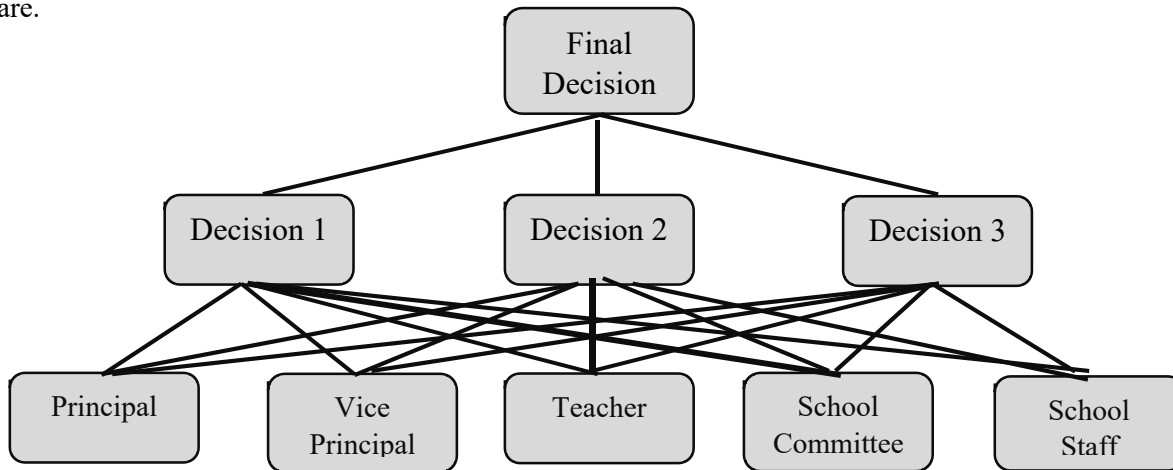 are.
Final
Decision
Decision 1
Decision 2
Decision 3
Principal
Vice
Principal
Teacher
School
Committee
School
Staff